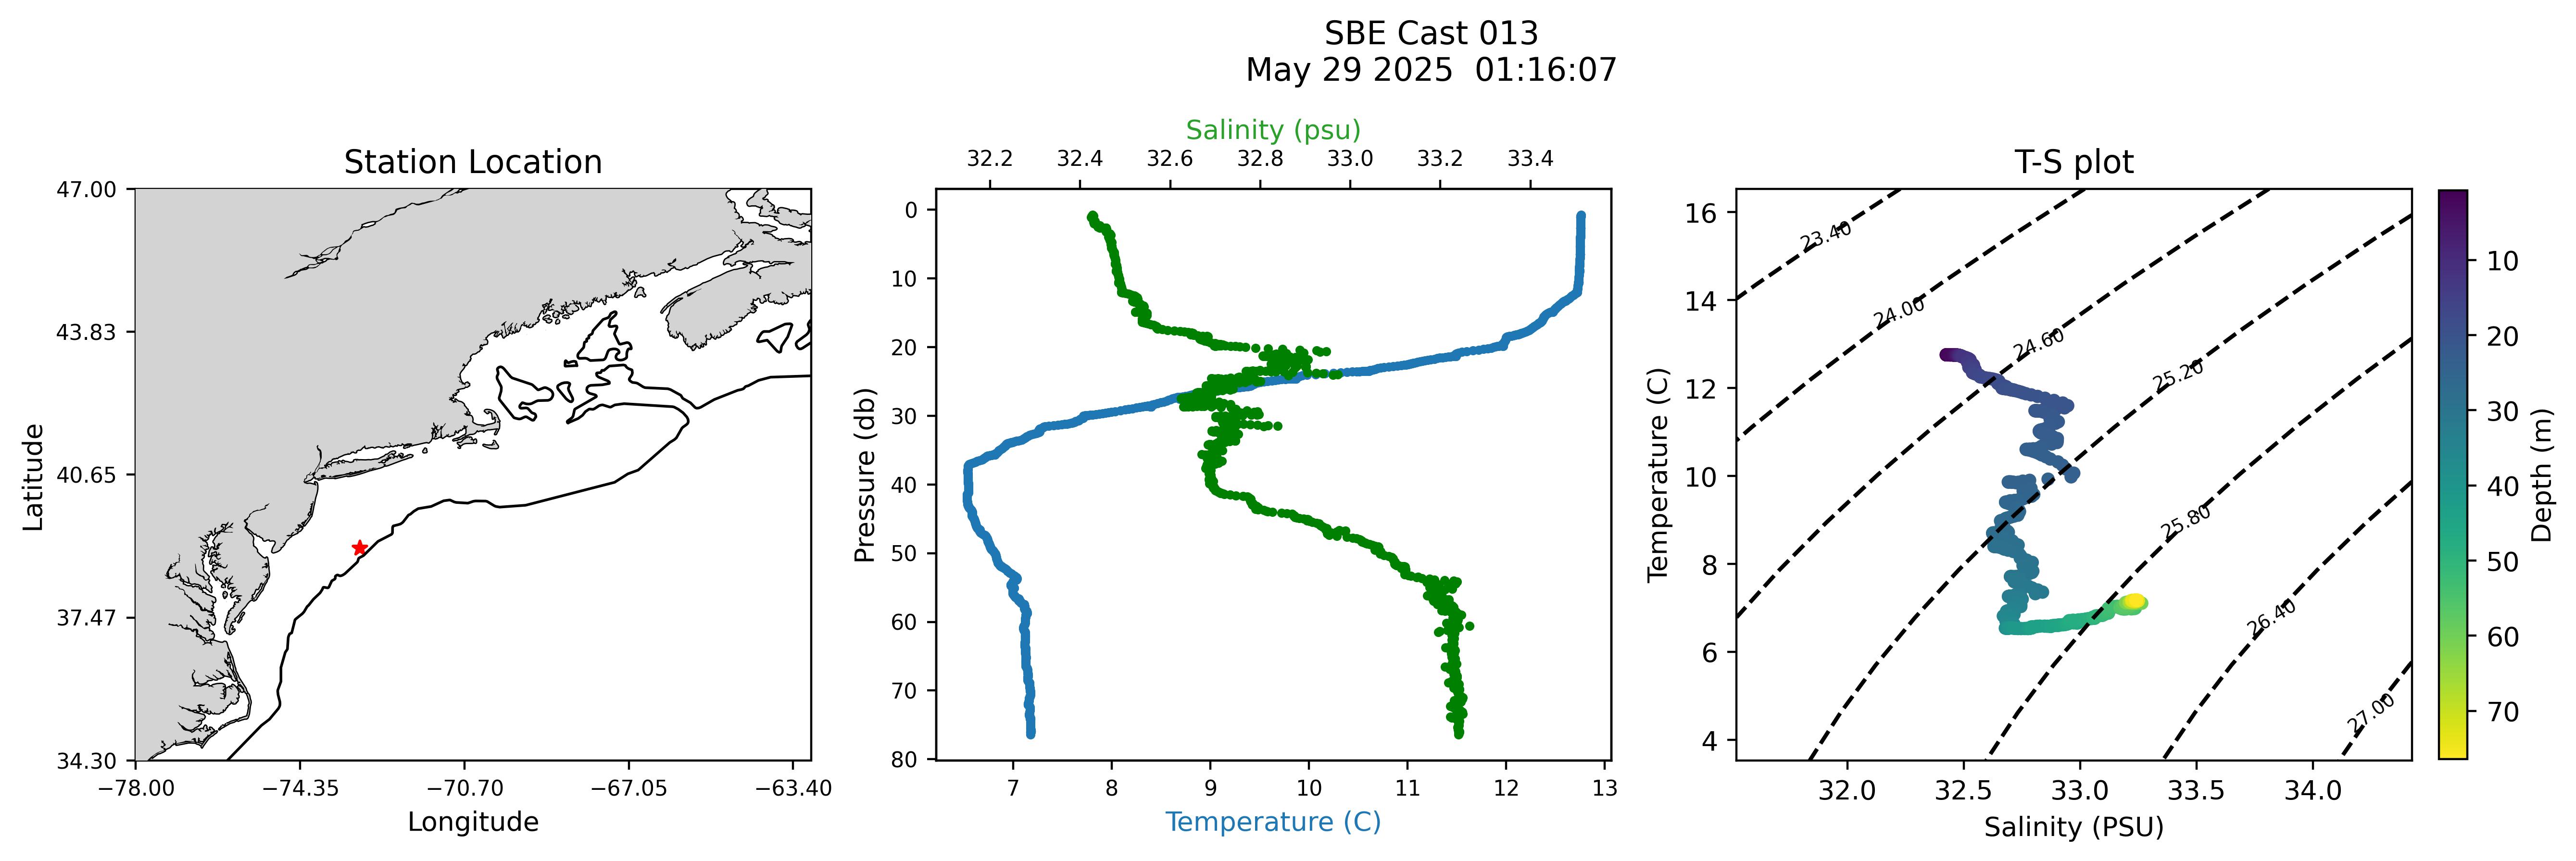 SBE Cast 013
May 29 2025  01:16:07
Station Location
47.00
43.83
40.65
37.47
34.30
Latitude
−78.00 −74.35 −70.70 −67.05 −63.40
Longitude
Salinity (psu)
32.2 32.4 32.6 32.8 33.0 33.2 33.4
0
10
20
30
40
50
60
70
80
Pressure (db)
7 8 9 10 11 12 13
Temperature (C)
T-S plot
16
14
12
10
8
6
4
Temperature (C)
23.40
24.00
24.60
25.20
25.80
26.40
27.00
32.0 32.5 33.0 33.5 34.0
Salinity (PSU)
10
20
30
40
50
60
70
Depth (m)